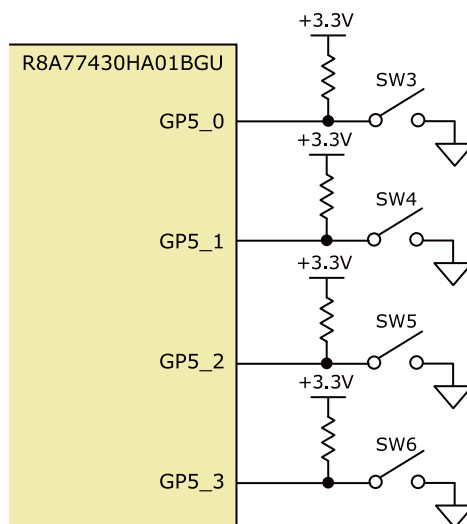 +3.3V
R8A77430HA01BGU
SW3
GP5_0
+3.3V
SW4
GP5_1
+3.3V
SW5
GP5_2
+3.3V
SW6
GP5_3